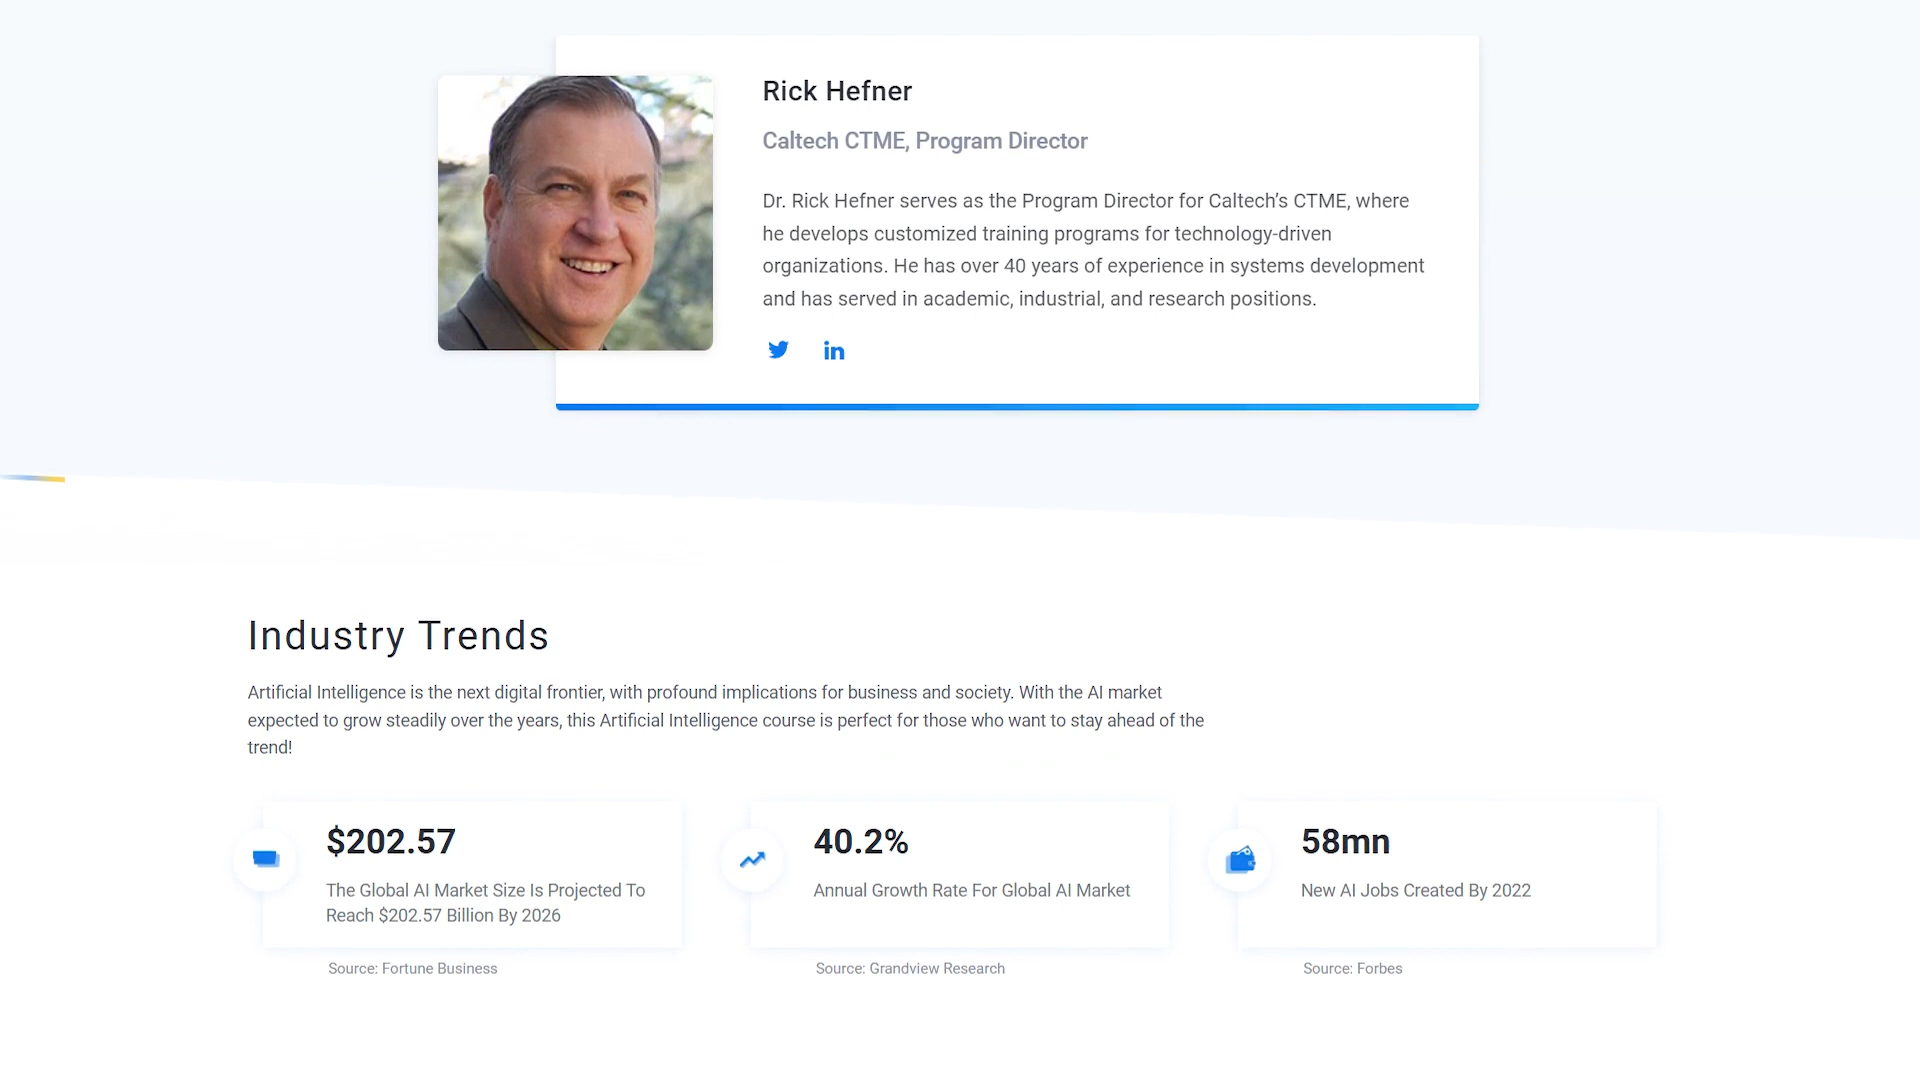 Rick Hefner
Caltech CTME, Program Director
Dr. Rick Hefner serves as the Program Director for Caltech’s CTME, where
he develops customized training programs for technology-driven
organizations. He has over 40 years of experience in systems development
and has served in academic, industrial, and research positions.
Industry Trends
Artificial Intelligence is the next digital frontier, with profound implications for business and society. With the AI market
expected to grow steadily over the years, this Artificial Intelligence course is perfect for those who want to stay ahead of the
trend!
$202.57
The Global AI Market Size Is Projected To
Reach $202.57 Billion By 2026
Source: Fortune Business
40.2%
Annual Growth Rate For Global AI Market
Source: Grandview Research
58mn
New AI Jobs Created By 2022
Source: Forbes